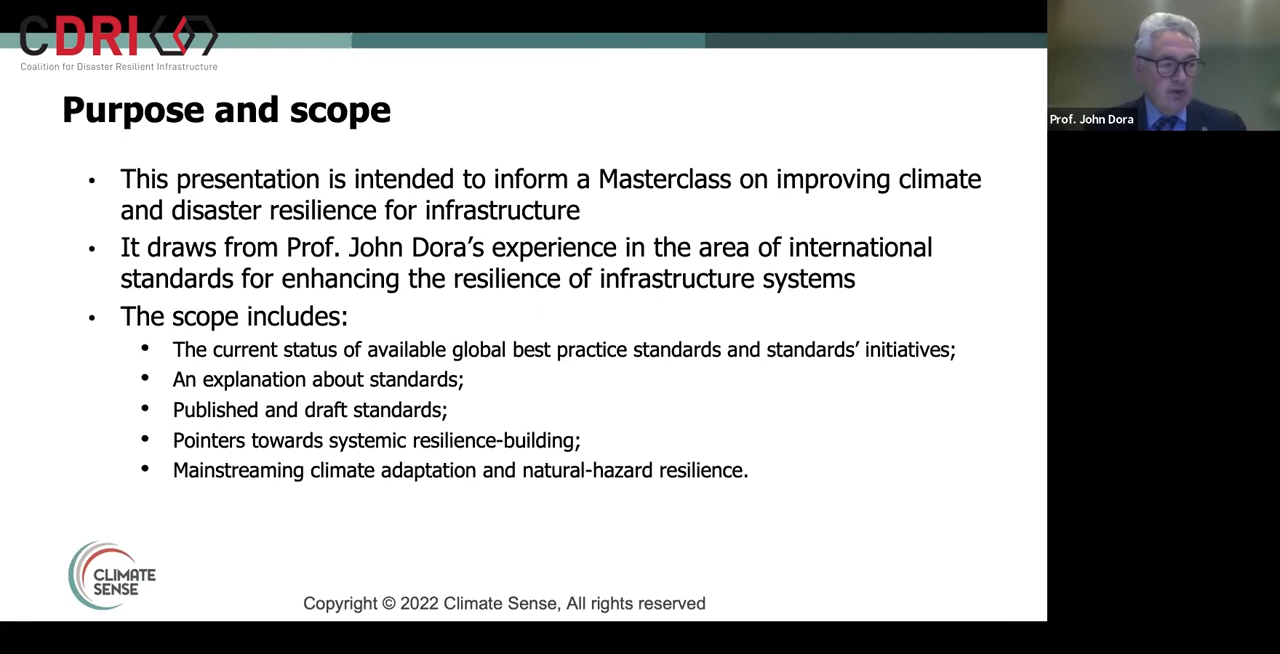 CDRI
Coalition for Disaster Resilient Infrastructure
Prof. John Dora
Purpose and scope
• This presentation is intended to inform a Masterclass on improving climate
and disaster resilience for infrastructure
• It draws from Prof. John Dora’s experience in the area of international
standards for enhancing the resilience of infrastructure systems
• The scope includes:
• The current status of available global best practice standards and standards’ initiatives;
• An explanation about standards;
• Published and draft standards;
• Pointers towards systemic resilience-building;
• Mainstreaming climate adaptation and natural-hazard resilience.
CLIMATE
SENSE
Copyright © 2022 Climate Sense, All rights reserved